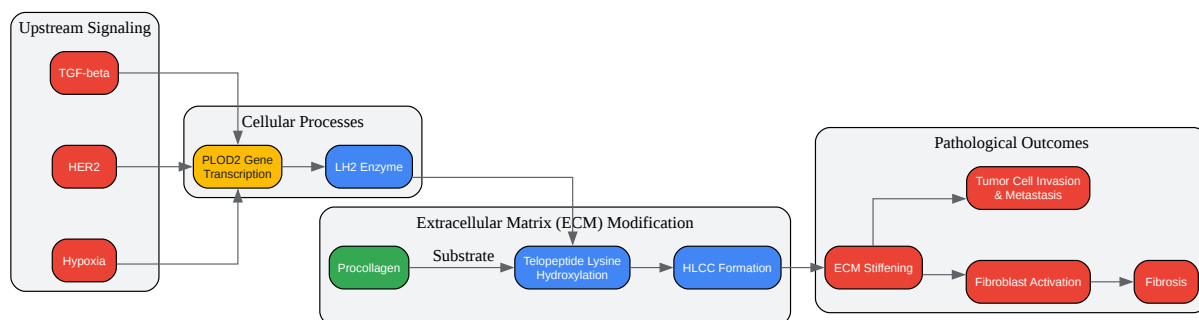 Upstream Signaling
TGF-beta
HER2
Hypoxia
Cellular Processes
PLOD2 Gene
Transcription
LH2 Enzyme
Extracellular Matrix (ECM) Modification
Procollagen
Substrate
Telopeptide Lysine
Hydroxylation
HLCC Formation
Pathological Outcomes
Tumor Cell Invasion
& Metastasis
ECM Stiffening
Fibroblast Activation
Fibrosis